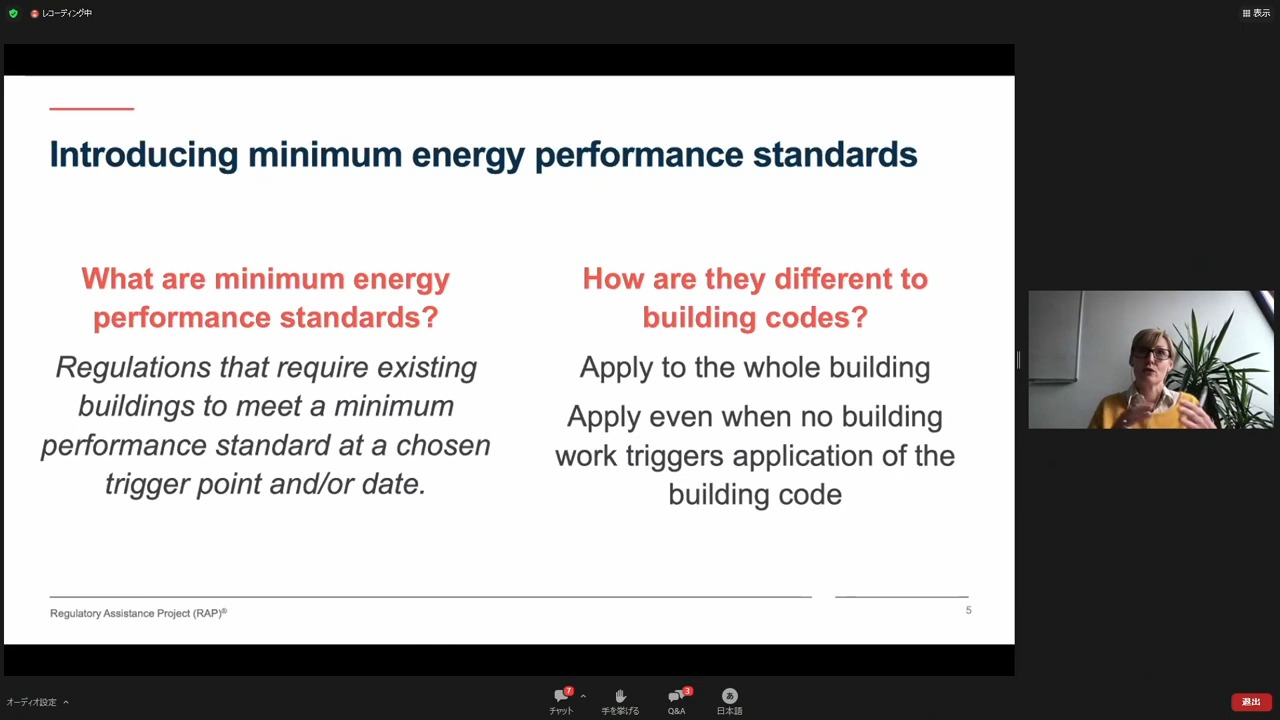 レコーディング中
表示
Introducing minimum energy performance standards
What are minimum energy
performance standards?
Regulations that require existing
buildings to meet a minimum
performance standard at a chosen
trigger point and/or date.
How are they different to
building codes?
Apply to the whole building
Apply even when no building
work triggers application of the
building code
Regulatory Assistance Project (RAP)®
5
オーディオ設定
7
チャット
手を挙げる
3
Q&A
あ
日本語
退出